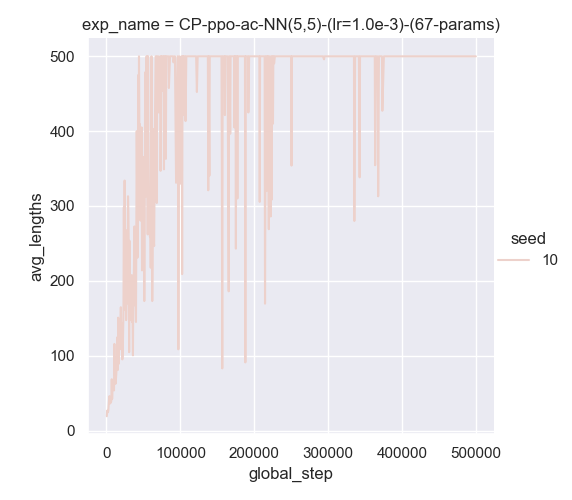 exp_name = CP-ppo-ac-NN(5,5)-(lr=1.0e-3)-(67-params)
500
400
300
200
100
0
avg_lengths
0 100000 200000 300000 400000 500000
global_step
seed
10